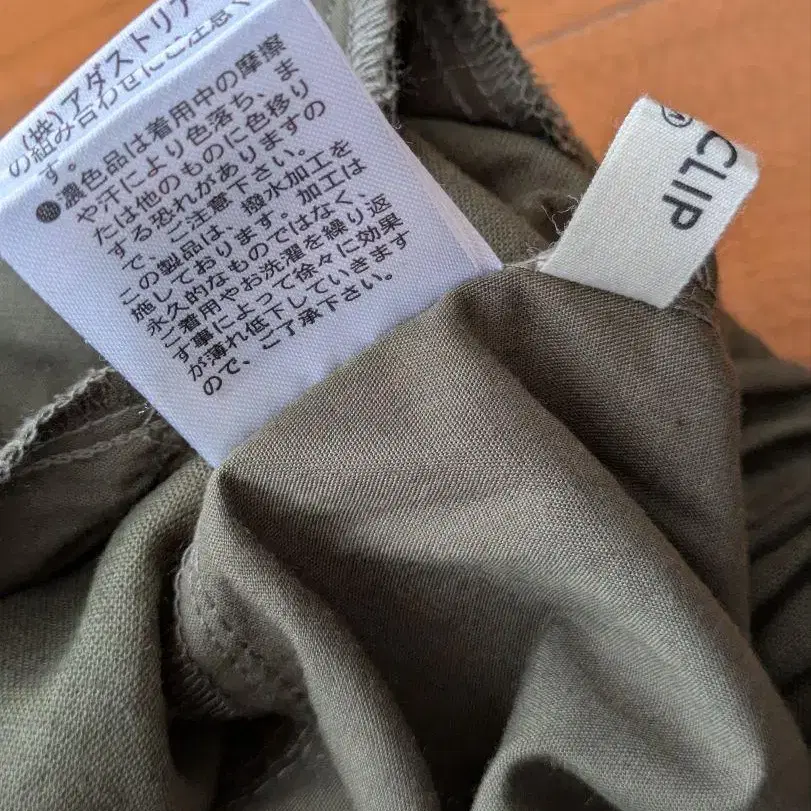 (株)アダストリア
の組み合わせにご注意く
す。
●濃色品は着用中の摩擦
や汗により色落ち、ま
たは他のものに色移り
する恐れがありますの
で、ご注意下さい。
この製品は、撥水加工を
施しております。加工は
永久的なものではなく、
ご着用やお洗濯を繰り返
す事によって徐々に効果
が薄れ低下していきます
ので、ご了承下さい。
CLIP